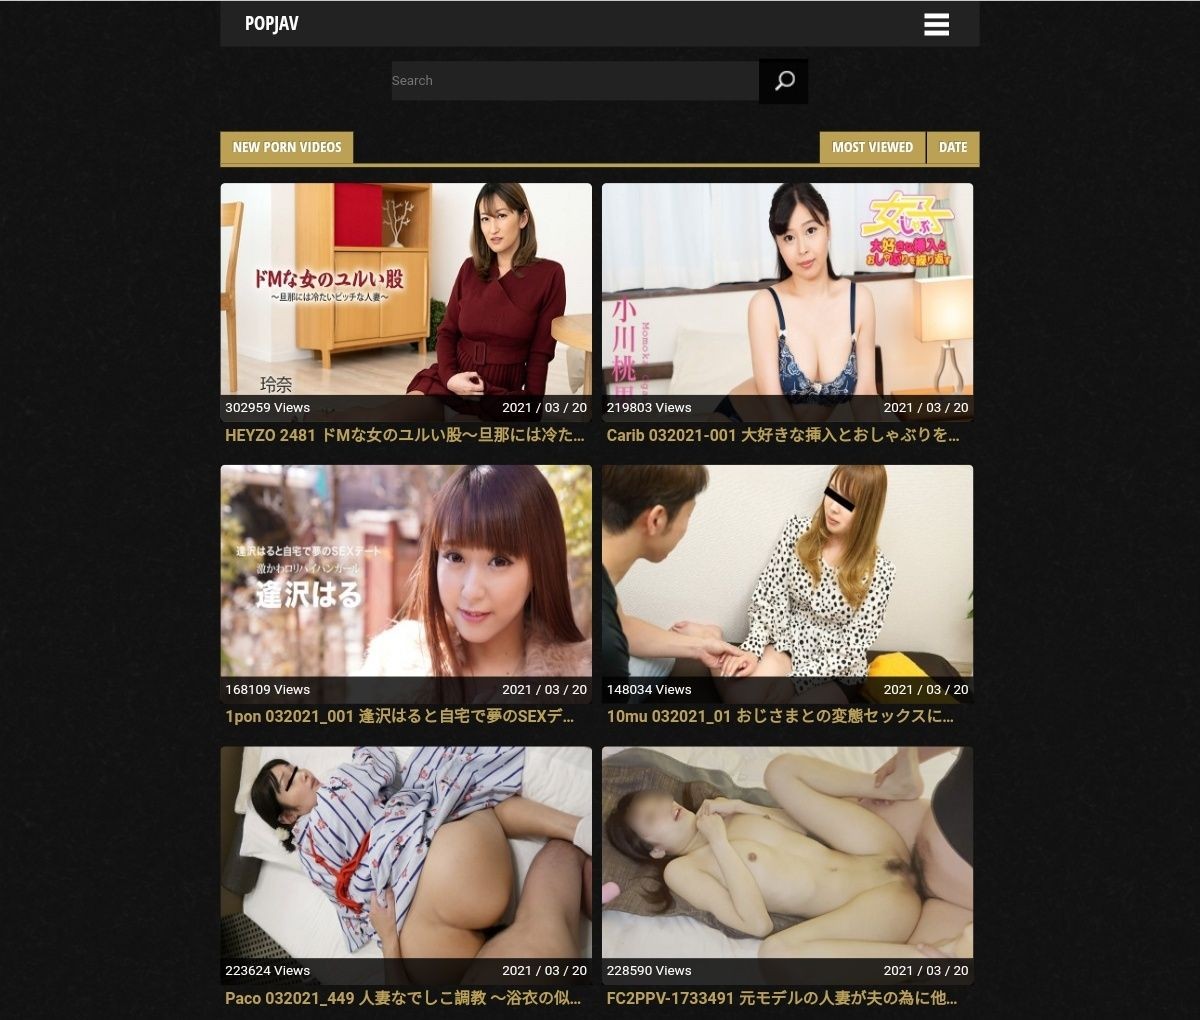 POPJAV
Search
NEW PORN VIDEOS
MOST VIEWED
DATE
ドMな女のユルい股
～旦那には冷たいビッチな人妻～
玲奈
302959 Views
2021 / 03 / 20
HEYZO 2481 ドMな女のユルい股～旦那には冷た...
女子
大好きな挿入と
おしゃぶりを繰り返す
219803 Views
2021 / 03 / 20
Carib 032021-001 大好きな挿入とおしゃぶりを...
逢沢はると自宅で夢のSEXデート
激かわロリパイパンガール
逢沢はる
168109 Views
2021 / 03 / 20
1pon 032021_001 逢沢はると自宅で夢のSEXデ...
148034 Views
2021 / 03 / 20
10mu 032021_01 おじさまとの変態セックスに...
223624 Views
2021 / 03 / 20
Paco 032021_449 人妻なでしこ調教 ～浴衣の似...
228590 Views
2021 / 03 / 20
FC2PPV-1733491 元モデルの人妻が夫の為に他...